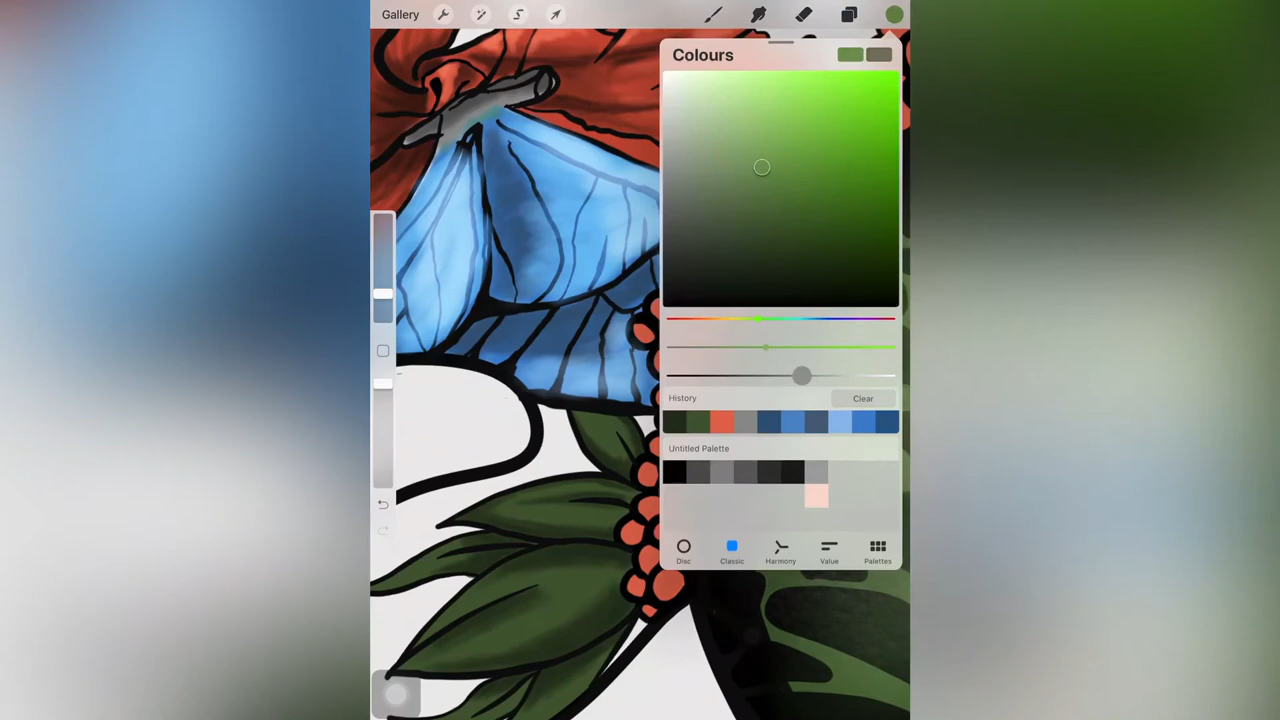 Gallery
Colours
History
Clear
Untitled Palette
Disc
Classic
Harmony
Value
Palettes